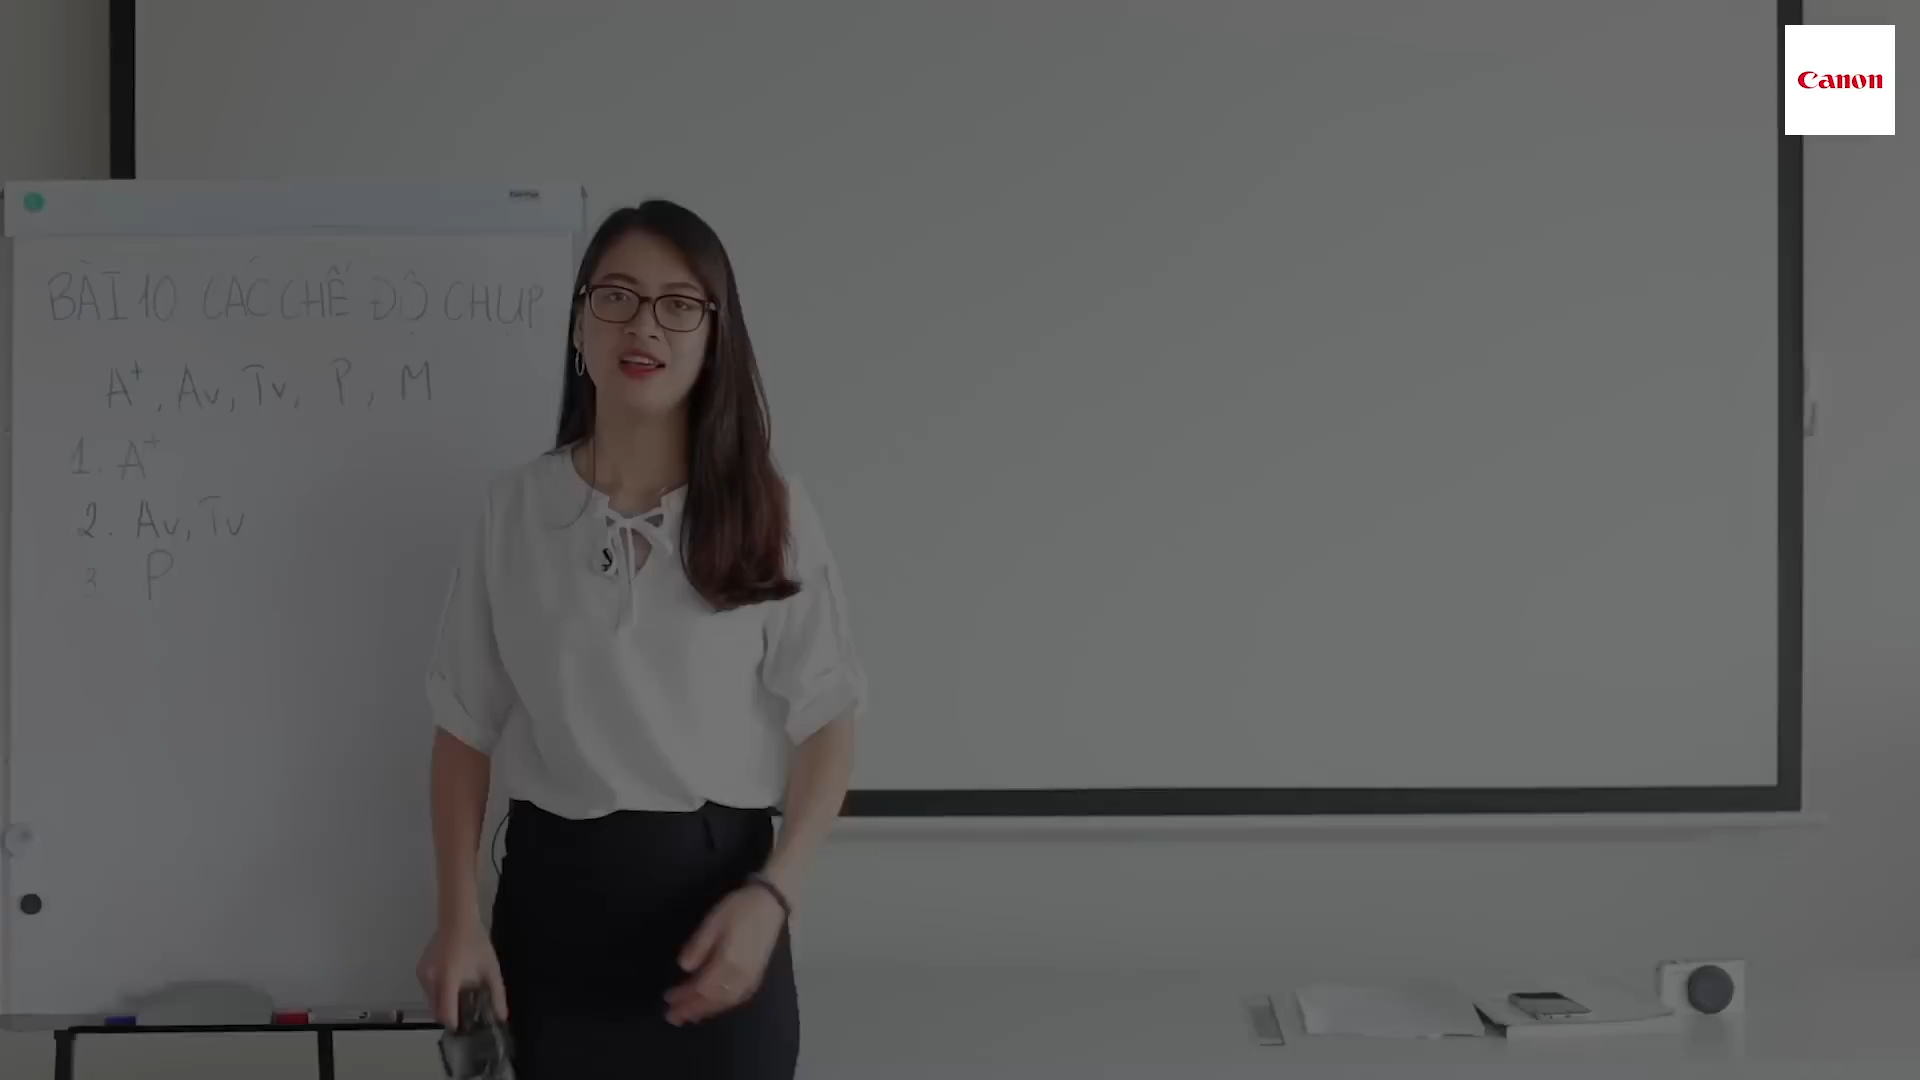 Canon
BÀI 10 CÁC CHẾ ĐỘ CHỤP
A+, Av, Tv, P, M
1. A+
2. Av, Tv
3 P